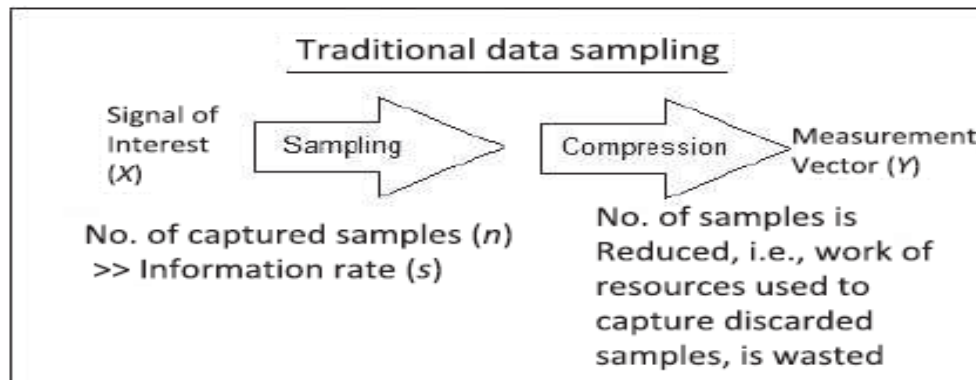 Traditional data sampling
Signal of
Interest
(X)
Sampling
Compression
Measurement
Vector (Y)
No. of captured samples (n)
>> Information rate (s)
No. of samples is
Reduced, i.e., work of
resources used to
capture discarded
samples, is wasted